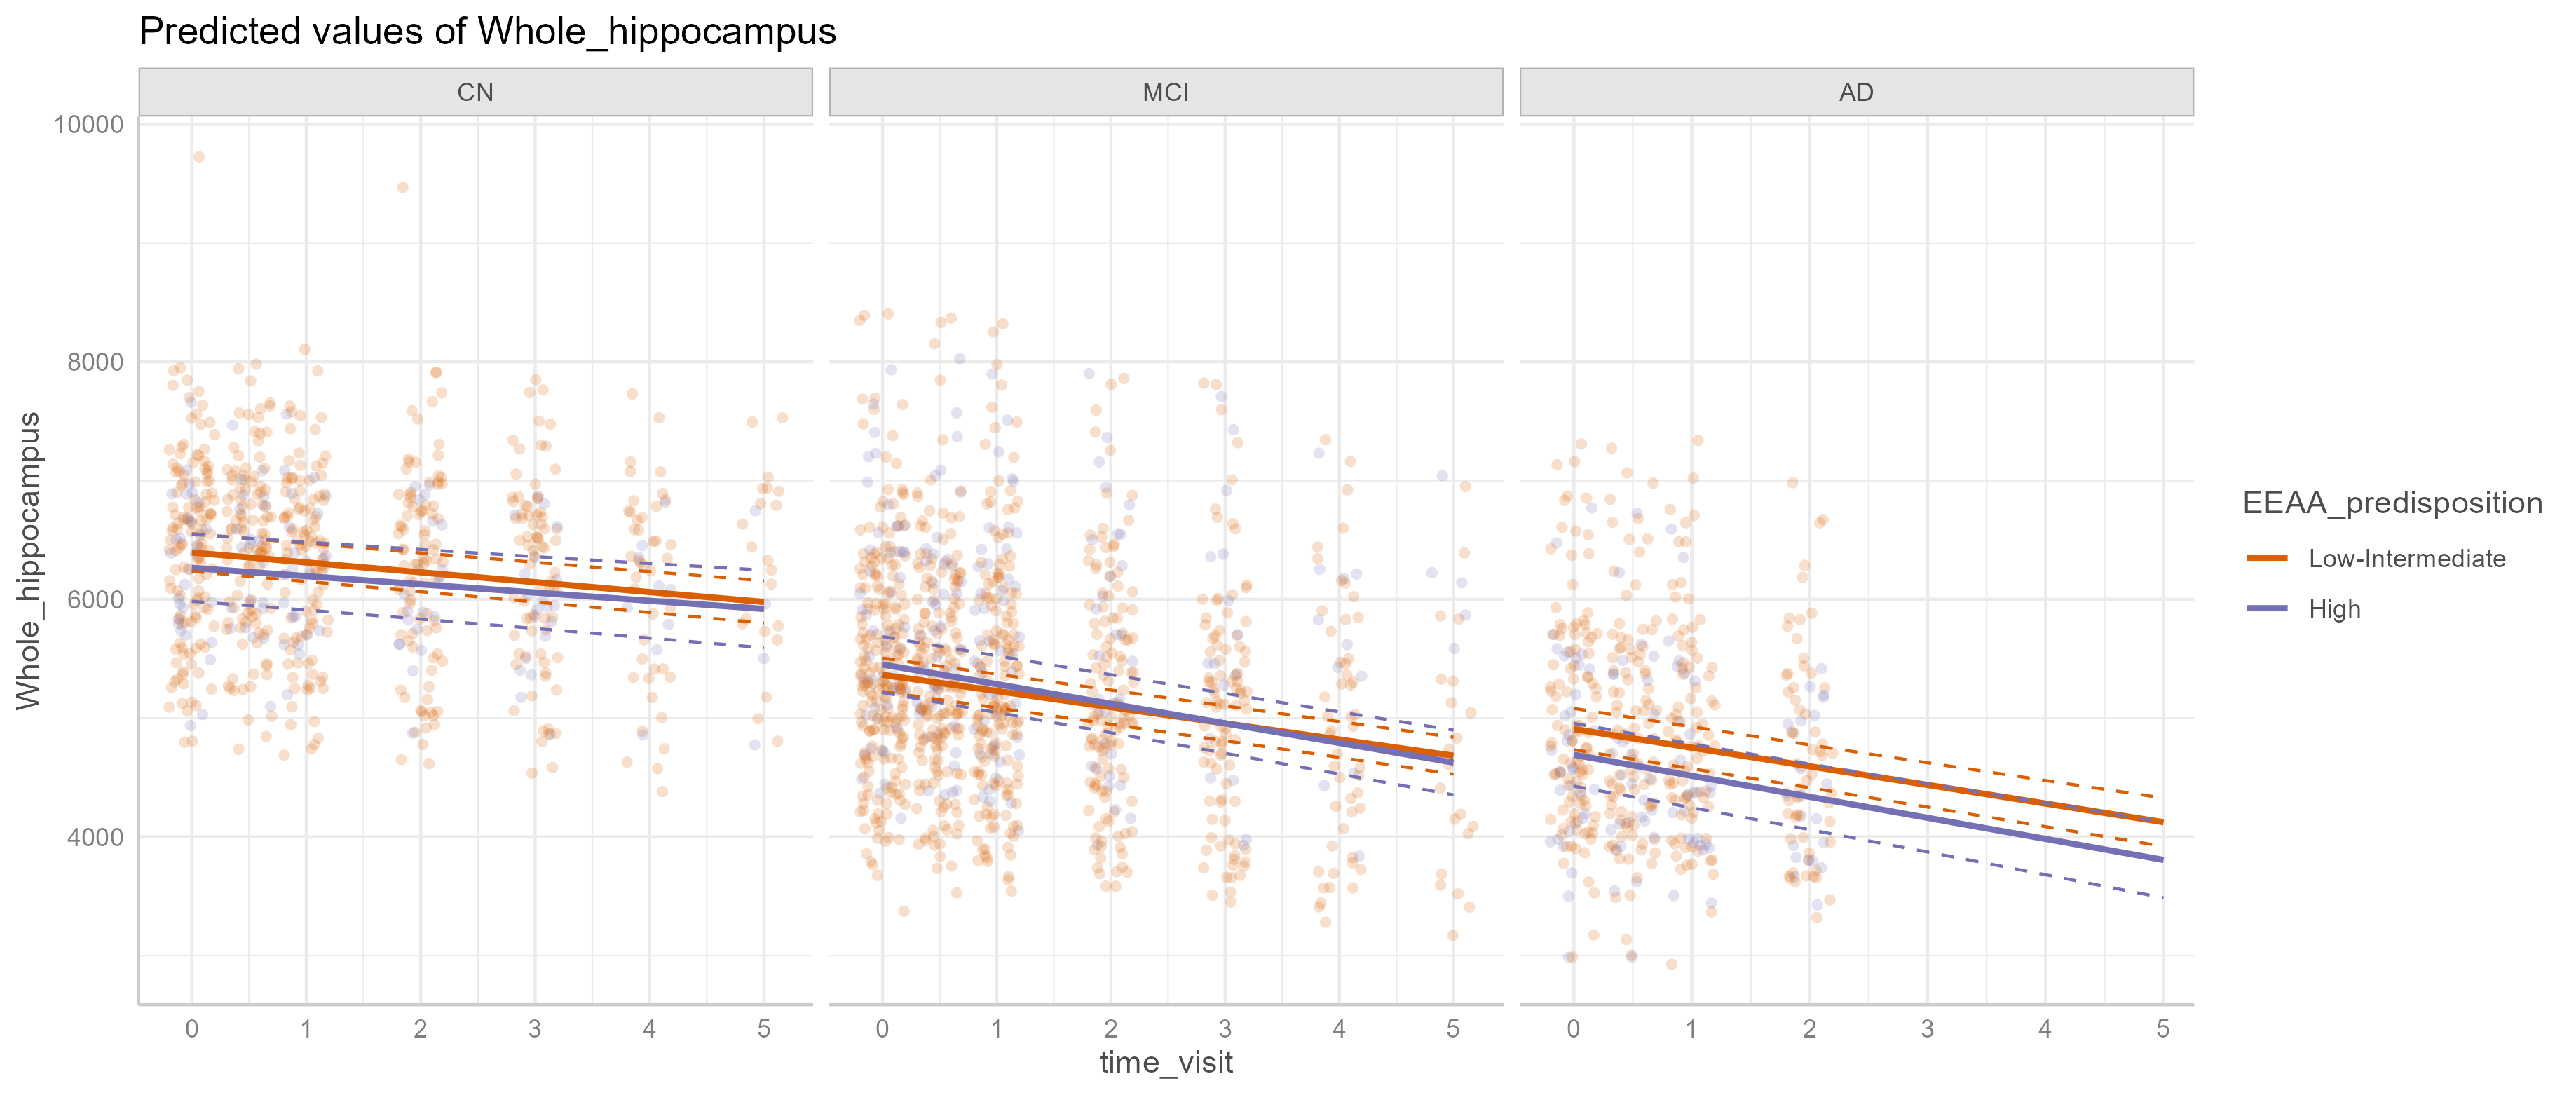 Predicted values of Whole_hippocampus
CN
MCI
AD
10000
8000
6000
4000
Whole_hippocampus
0 1 2 3 4 5
0 1 2 3 4 5
0 1 2 3 4 5
time_visit
EEAA_predisposition
Low-Intermediate
High